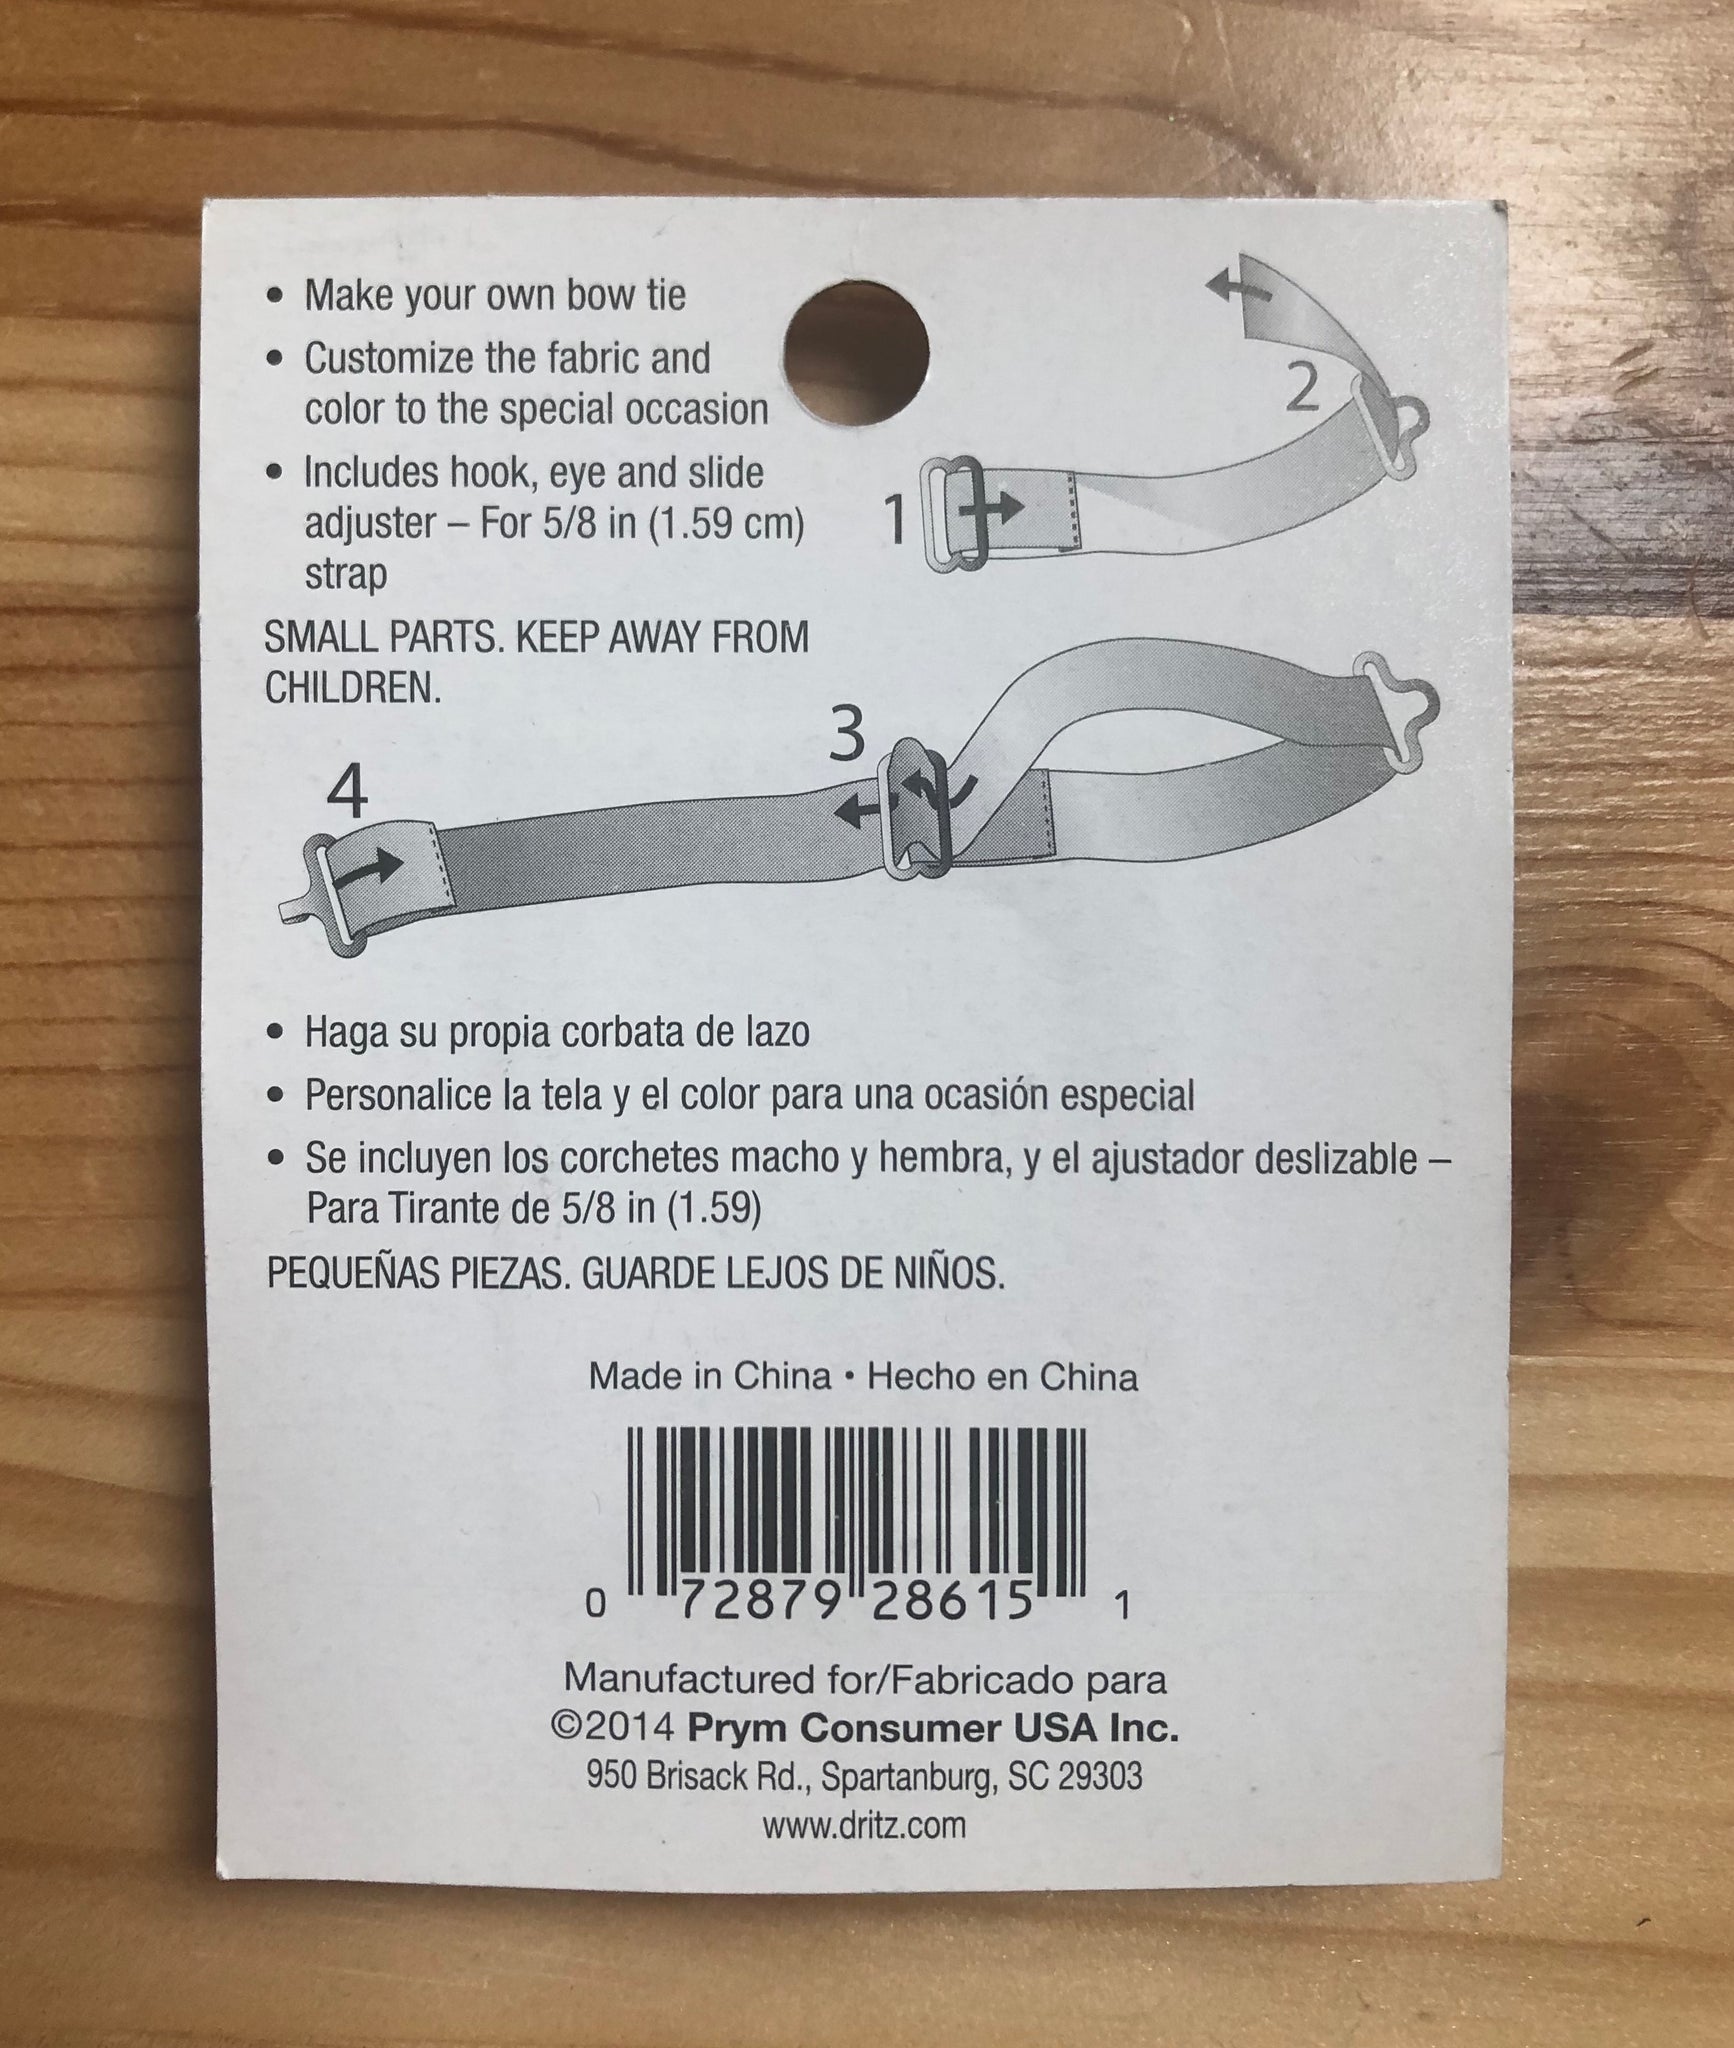 • Make your own bow tie
• Customize the fabric and
color to the special occasion
• Includes hook, eye and slide
adjuster – For 5/8 in (1.59 cm)
strap
SMALL PARTS. KEEP AWAY FROM
CHILDREN.
1
2
3
4
• Haga su propia corbata de lazo
• Personalice la tela y el color para una ocasión especial
• Se incluyen los corchetes macho y hembra, y el ajustador deslizable –
Para Tirante de 5/8 in (1.59)
PEQUEÑAS PIEZAS. GUARDE LEJOS DE NIÑOS.
Made in China • Hecho en China
0 72879 28615 1
Manufactured for/Fabricado para
©2014 Prym Consumer USA Inc.
950 Brisack Rd., Spartanburg, SC 29303
www.dritz.com